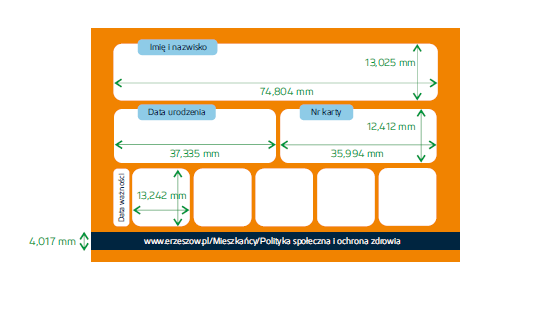 Imię i nazwisko
13,025 mm
74,804 mm
Data urodzenia
Nr karty
12,412 mm
37,335 mm
35,994 mm
Data ważności
13,242 mm
4,017 mm
www.erzeszow.pl/Mieszkańcy/Polityka społeczna i ochrona zdrowia